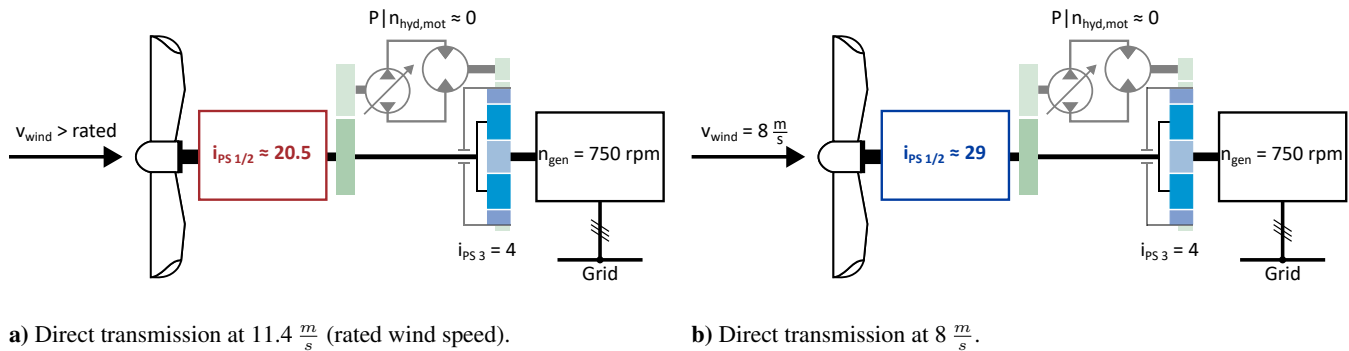 P|n_hyd,mot ≈ 0
v_wind > rated
i_PS 1/2 ≈ 20.5
n_gen = 750 rpm
i_PS 3 = 4
Grid
a) Direct transmission at 11.4 m/s (rated wind speed).
P|n_hyd,mot ≈ 0
v_wind = 8 m/s
i_PS 1/2 ≈ 29
n_gen = 750 rpm
i_PS 3 = 4
Grid
b) Direct transmission at 8 m/s.